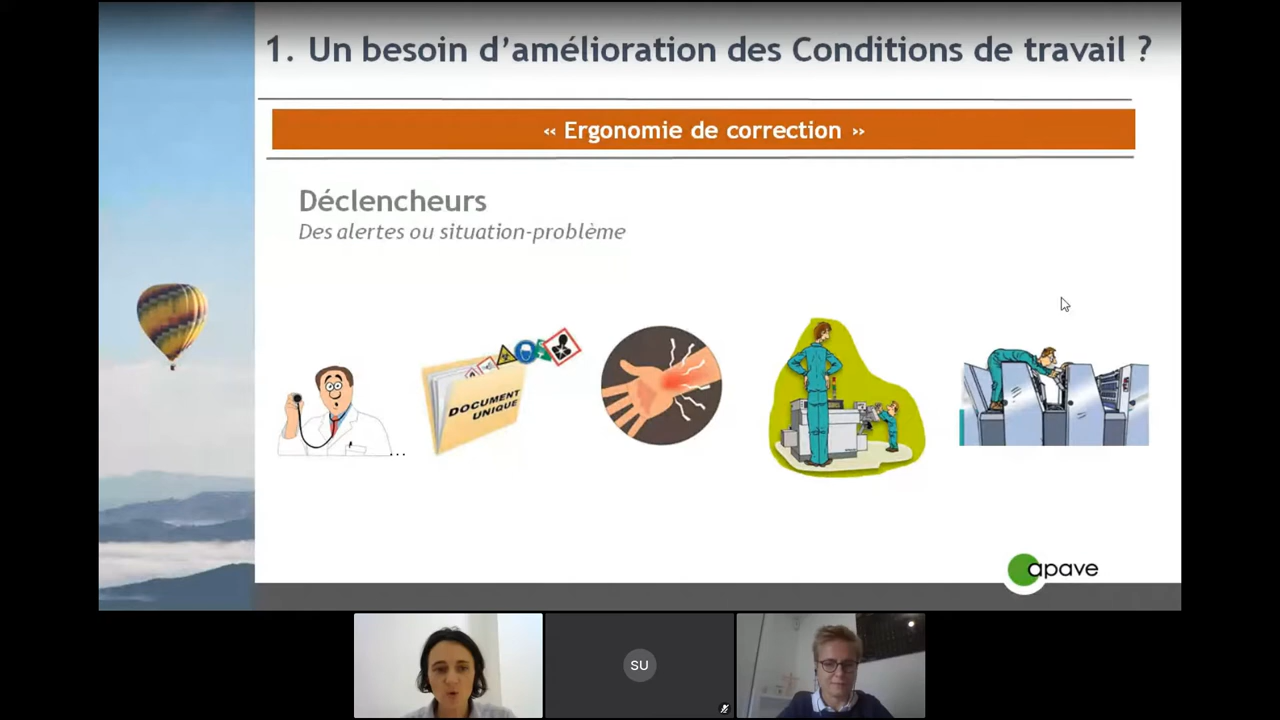 1. Un besoin d’amélioration des Conditions de travail ?
‹‹ Ergonomie de correction ››
Déclencheurs
Des alertes ou situation-problème
...
DOCUMENT
UNIQUE
apave
SU